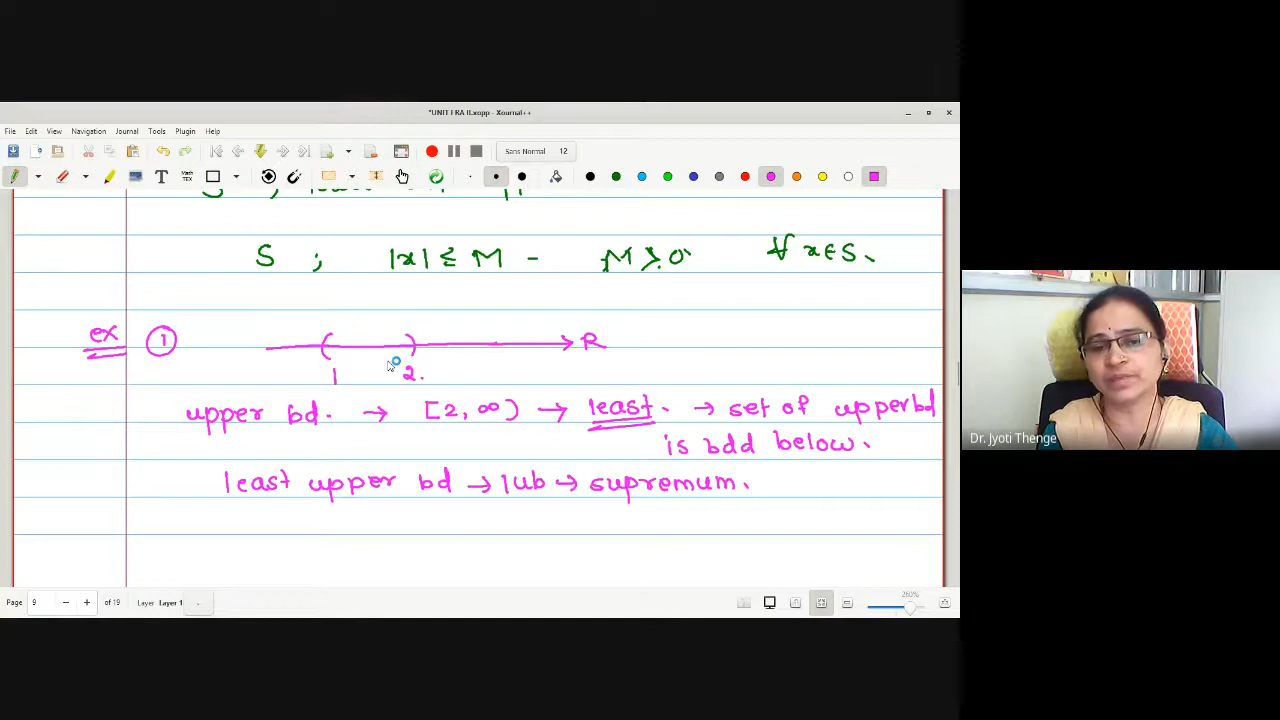 *UNIT I RA II.xopp - Xournal++
File Edit View Navigation Journal Tools Plugin Help
Sans Normal 12
S ; |x| ≤ M - M > 0 ∀ x ∈ S.
ex ① R
1 2.
upper bd. → [2, ∞) → least. → set of upper bd
is bdd below.
least upper bd → lub → supremum.
Dr. Jyoti Thenge
Page 9 of 19 Layer Layer 1 260%